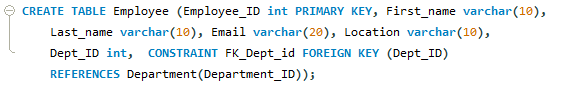 CREATE TABLE Employee (Employee_ID int PRIMARY KEY, First_name varchar(10),
Last_name varchar(10), Email varchar(20), Location varchar(10),
Dept_ID int,  CONSTRAINT FK_Dept_id FOREIGN KEY (Dept_ID)
REFERENCES Department(Department_ID));